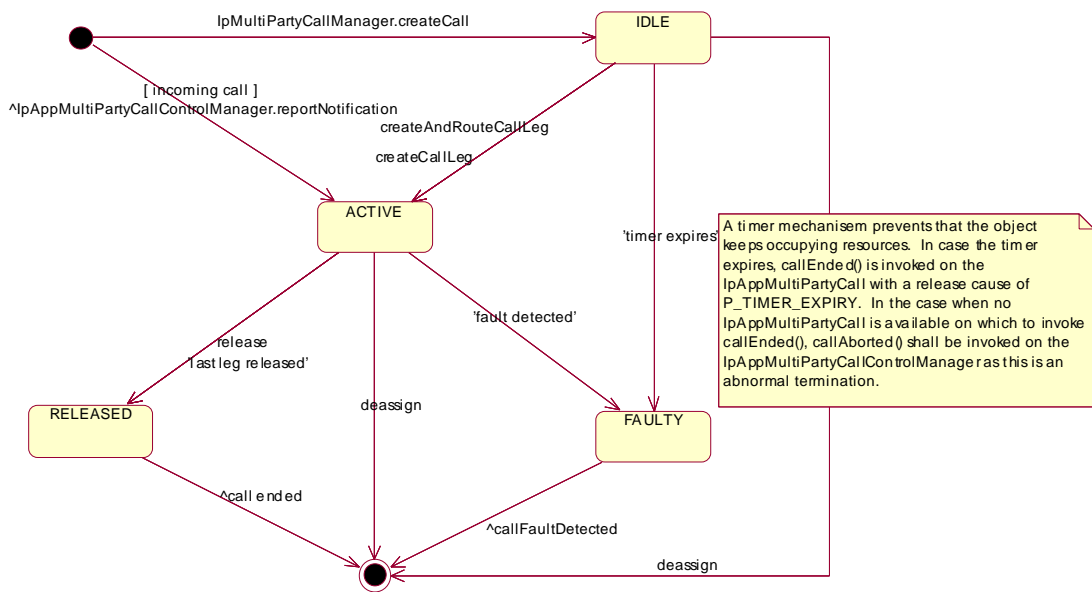 IpMultiPartyCallManager.createCall
IDLE
[ incoming call ]
^IpAppMultiPartyCallControlManager.reportNotification
createAndRouteCallLeg
createCallLeg
ACTIVE
'timer expires'
A timer mechanisem prevents that the object
keeps occupying resources. In case the timer
expires, callEnded() is invoked on the
IpAppMultiPartyCall with a release cause of
P_TIMER_EXPIRY. In the case when no
IpAppMultiPartyCall is available on which to invoke
callEnded(), callAborted() shall be invoked on the
IpAppMultiPartyCallControlManager as this is an
abnormal termination.
'fault detected'
release
'last leg released'
deassign
RELEASED
FAULTY
^call ended
^callFaultDetected
deassign